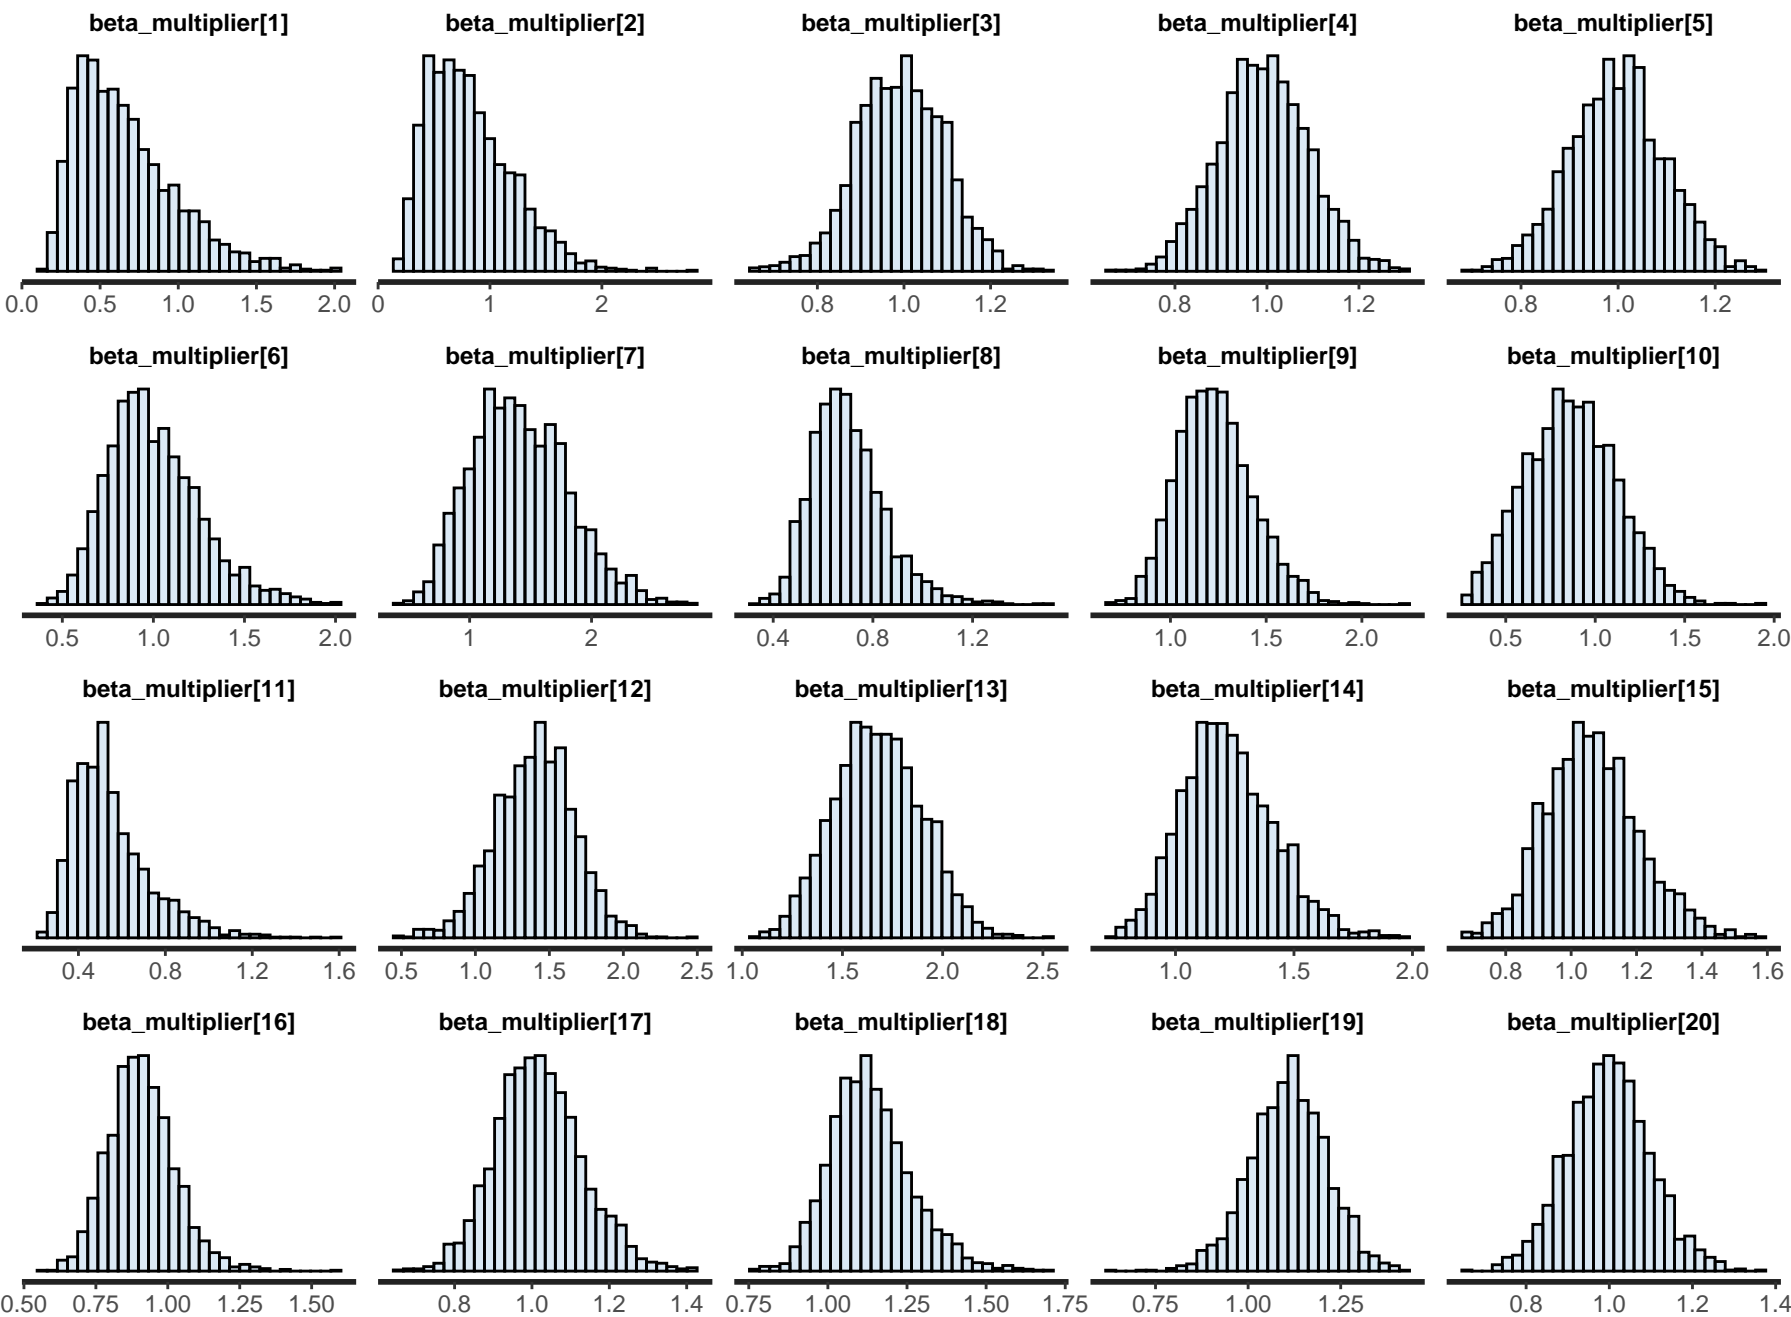 beta_multiplier[1] beta_multiplier[2] beta_multiplier[3] beta_multiplier[4] beta_multiplier[5]
0.0 0.5 1.0 1.5 2.0 0 1 2 0.8 1.0 1.2 0.8 1.0 1.2 0.8 1.0 1.2
beta_multiplier[6] beta_multiplier[7] beta_multiplier[8] beta_multiplier[9] beta_multiplier[10]
0.5 1.0 1.5 2.0 1 2 0.4 0.8 1.2 1.0 1.5 2.0 0.5 1.0 1.5 2.0
beta_multiplier[11] beta_multiplier[12] beta_multiplier[13] beta_multiplier[14] beta_multiplier[15]
0.4 0.8 1.2 1.6 0.5 1.0 1.5 2.0 2.5 1.0 1.5 2.0 2.5 1.0 1.5 2.0 0.8 1.0 1.2 1.4 1.6
beta_multiplier[16] beta_multiplier[17] beta_multiplier[18] beta_multiplier[19] beta_multiplier[20]
0.50 0.75 1.00 1.25 1.50 0.8 1.0 1.2 1.4 0.75 1.00 1.25 1.50 1.75 0.75 1.00 1.25 0.8 1.0 1.2 1.4